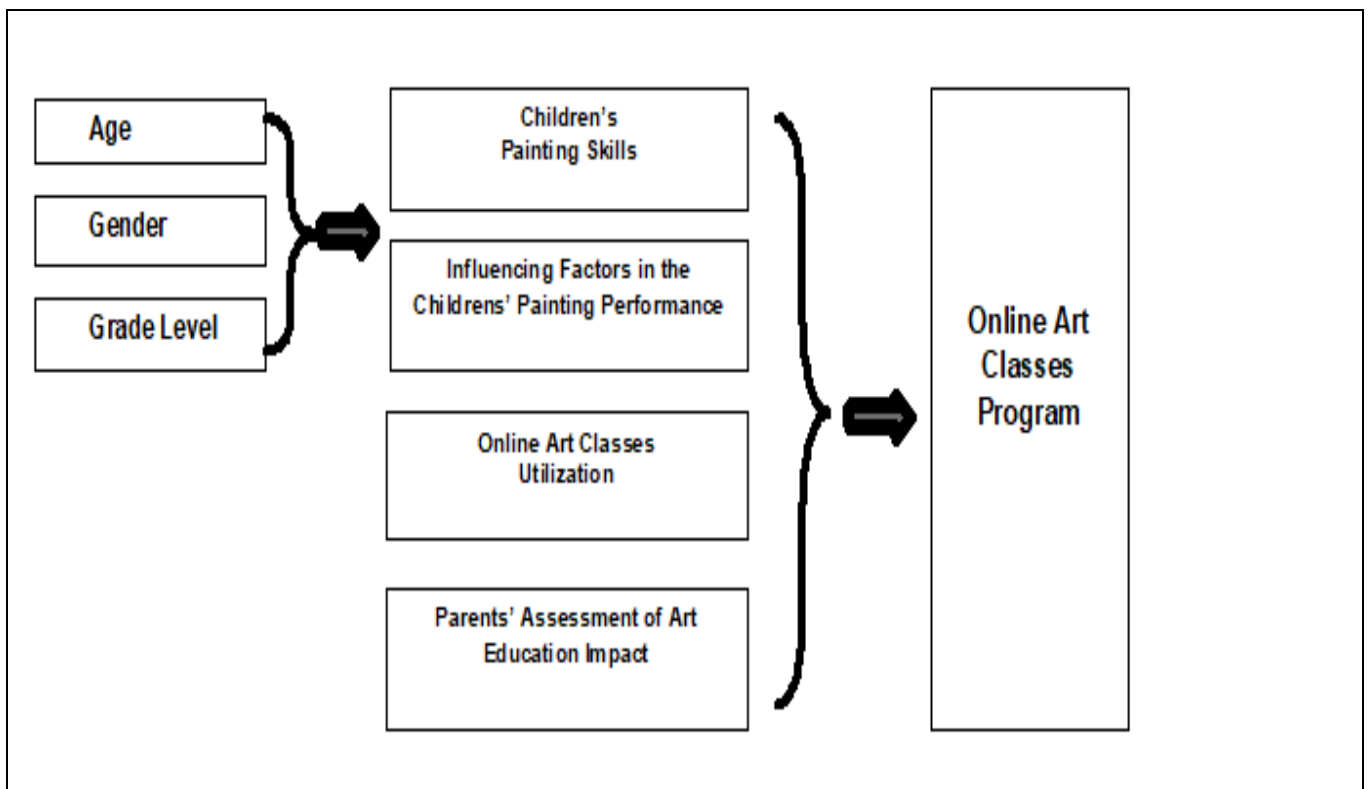 Age
Gender
Grade Level
Children’s
Painting Skills
Influencing Factors in the
Childrens’ Painting Performance
Online Art Classes
Utilization
Parents’ Assessment of Art
Education Impact
Online Art
Classes
Program